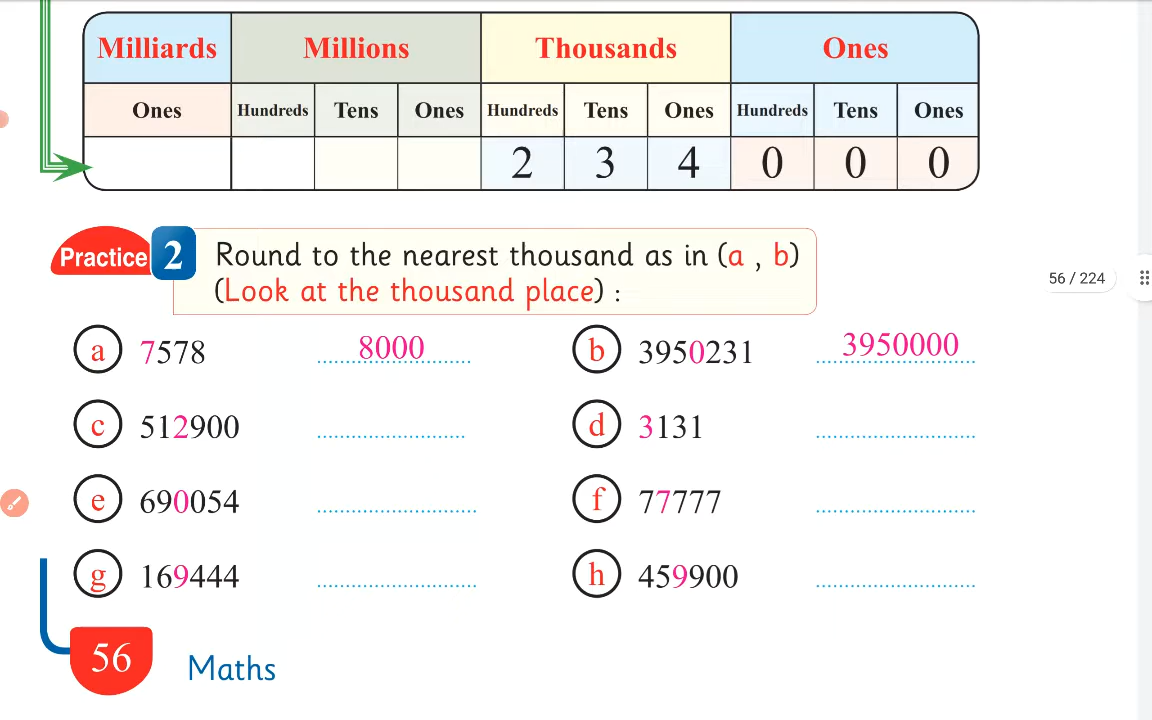 Milliards Millions Thousands Ones
Ones Hundreds Tens Ones Hundreds Tens Ones Hundreds Tens Ones
2 3 4 0 0 0
Practice 2 Round to the nearest thousand as in (a , b)
(Look at the thousand place) :
56 / 224
a 7578 ........................ 8000 b 3950231 ........................ 3950000
c 512900 ........................ d 3131 ........................
e 690054 ........................ f 77777 ........................
g 169444 ........................ h 459900 ........................
56 Maths